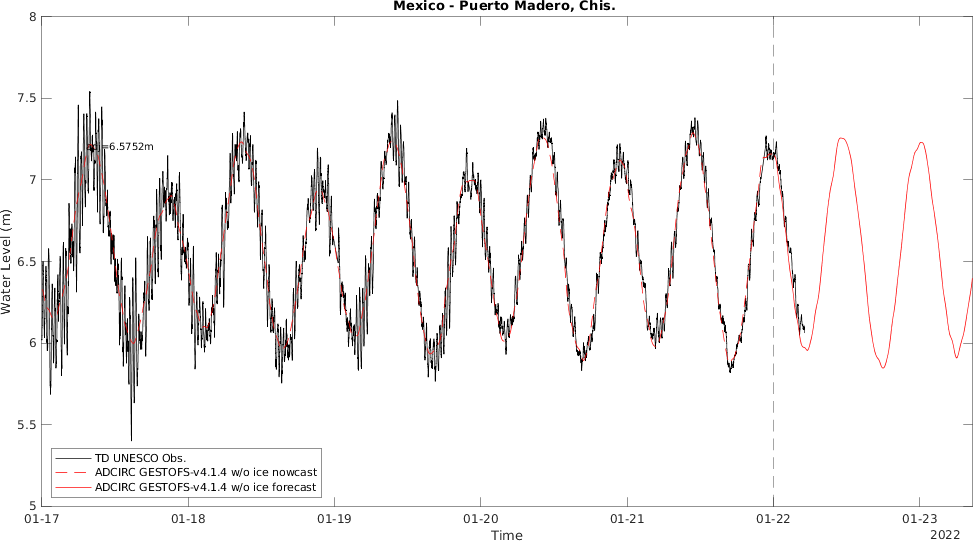 Mexico - Puerto Madero, Chis.
8
7.5
=6.5752m
7
Water Level (m)
6.5
6
5.5
TD UNESCO Obs.
ADCIRC GESTOFS-v4.1.4 w/o ice nowcast
ADCIRC GESTOFS-v4.1.4 w/o ice forecast
5
01-17 01-18 01-19 01-20 01-21 01-22 01-23
Time
2022